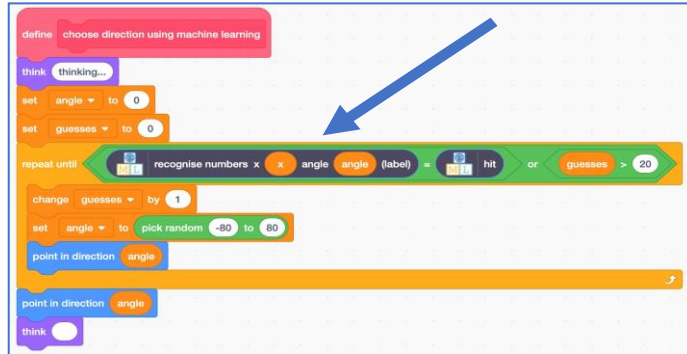 define choose direction using machine learning
think thinking...
set angle to 0
set guesses to 0
repeat until ML recognise numbers x x angle angle (label) = ML hit or guesses > 20
change guesses by 1
set angle to pick random -80 to 80
point in direction angle
point in direction angle
think